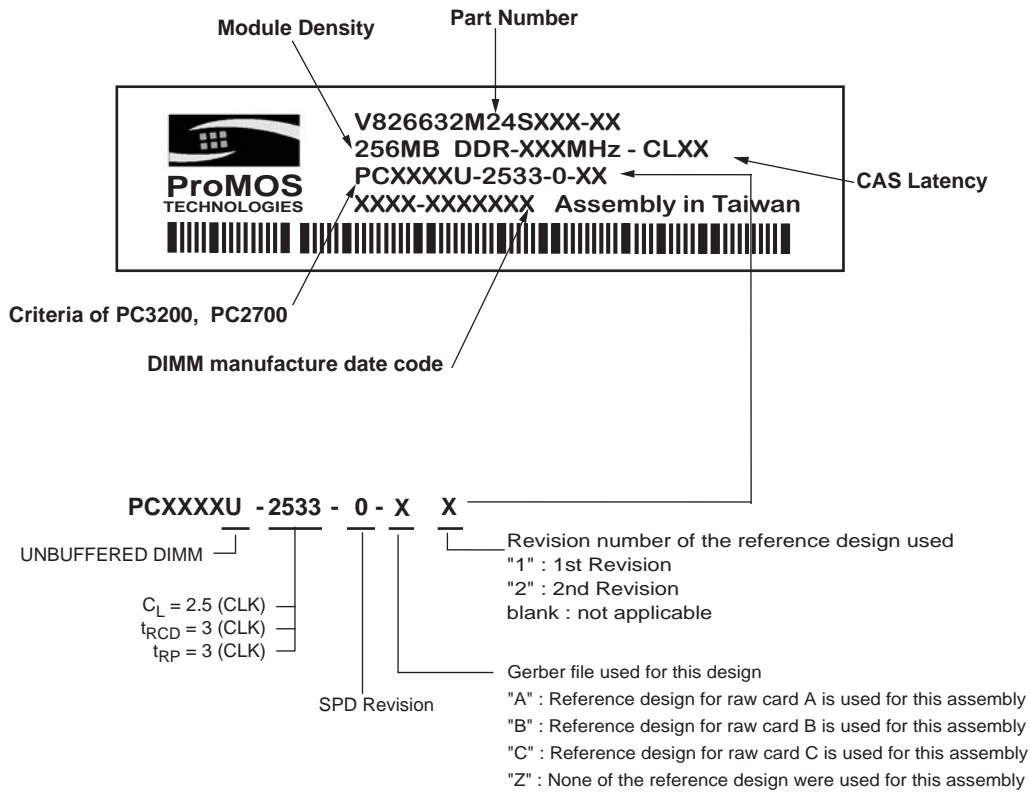 Module Density
Part Number
V826632M24SXXX-XX
256MB DDR-XXXMHz - CLXX
PCXXXXU-2533-0-XX
XXXX-XXXXXXX Assembly in Taiwan
ProMOS
TECHNOLOGIES
CAS Latency
Criteria of PC3200, PC2700
DIMM manufacture date code
PCXXXXU - 2533 - 0 - X X
UNBUFFERED DIMM
CL = 2.5 (CLK)
tRCD = 3 (CLK)
tRP = 3 (CLK)
SPD Revision
Revision number of the reference design used
"1" : 1st Revision
"2" : 2nd Revision
blank : not applicable
Gerber file used for this design
"A" : Reference design for raw card A is used for this assembly
"B" : Reference design for raw card B is used for this assembly
"C" : Reference design for raw card C is used for this assembly
"Z" : None of the reference design were used for this assembly